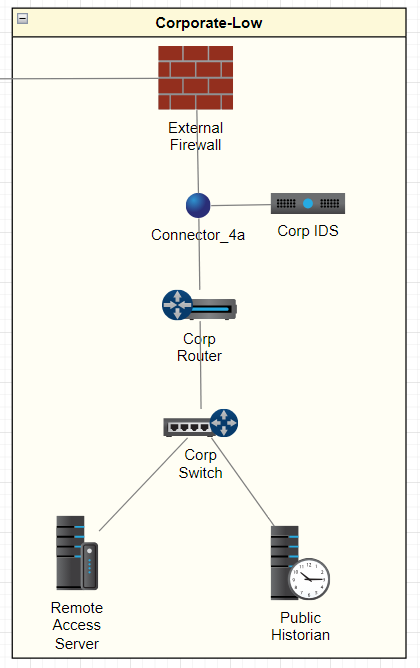 Corporate-Low
External
Firewall
Connector_4a
Corp IDS
Corp
Router
Corp
Switch
Remote
Access
Server
Public
Historian